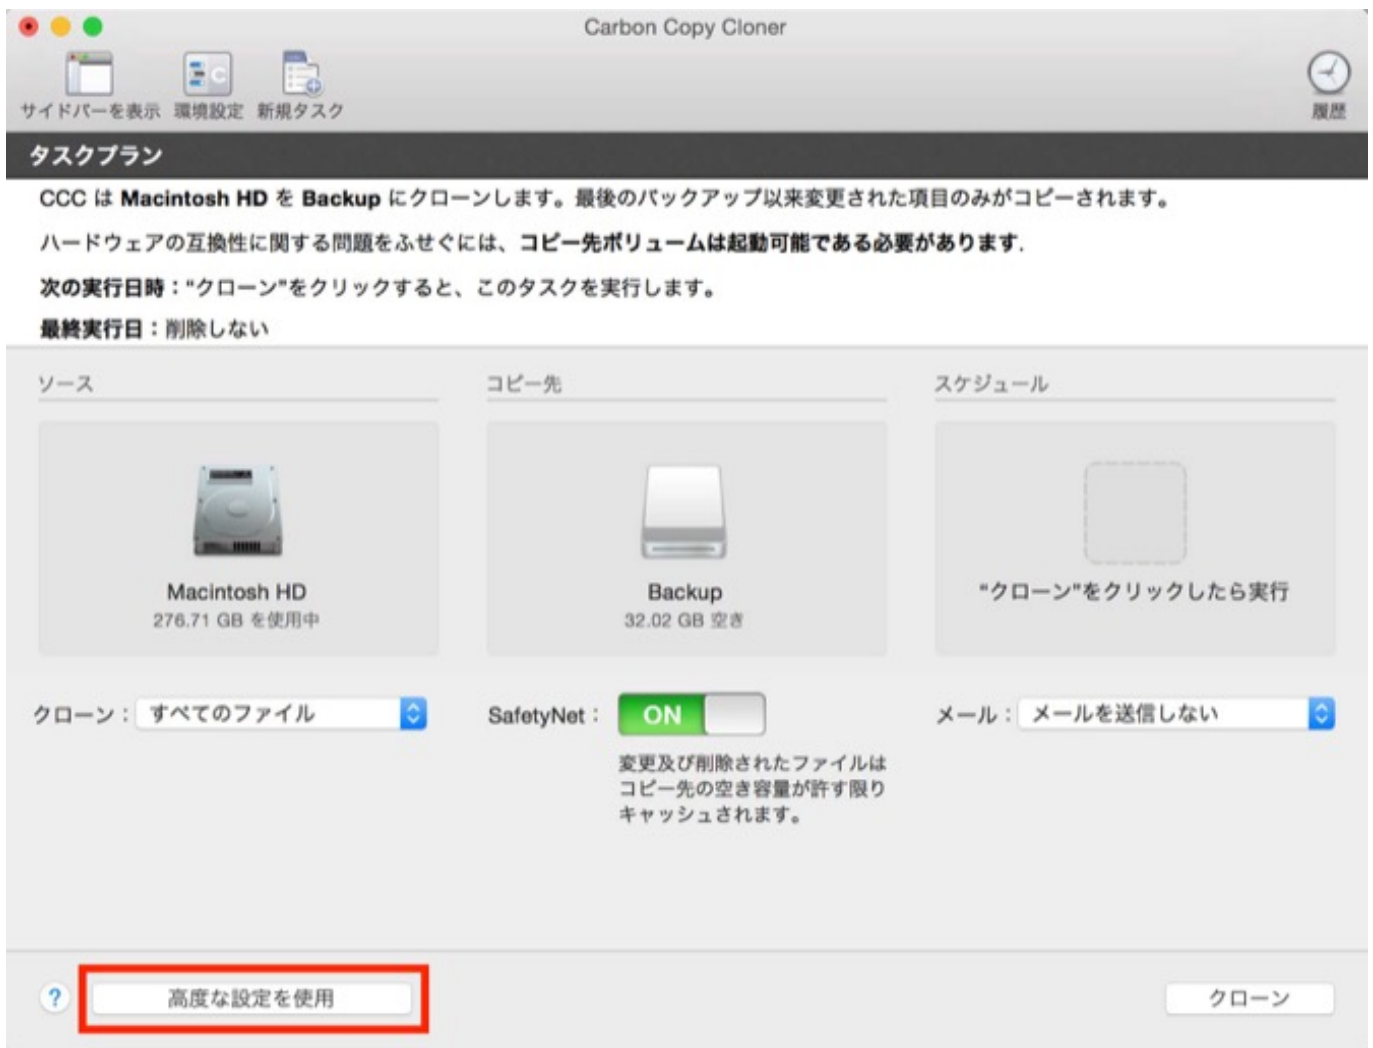 Carbon Copy Cloner
サイドバーを表示 環境設定 新規タスク
履歴
タスクプラン
CCC は Macintosh HD を Backup にクローンします。最後のバックアップ以来変更された項目のみがコピーされます。
ハードウェアの互換性に関する問題をふせぐには、コピー先ボリュームは起動可能である必要があります.
次の実行日時：“クローン”をクリックすると、このタスクを実行します。
最終実行日：削除しない
ソース
コピー先
スケジュール
Macintosh HD
276.71 GB を使用中
Backup
32.02 GB 空き
“クローン”をクリックしたら実行
クローン： すべてのファイル
SafetyNet： ON
変更及び削除されたファイルは
コピー先の空き容量が許す限り
キャッシュされます。
メール： メールを送信しない
? 高度な設定を使用
クローン